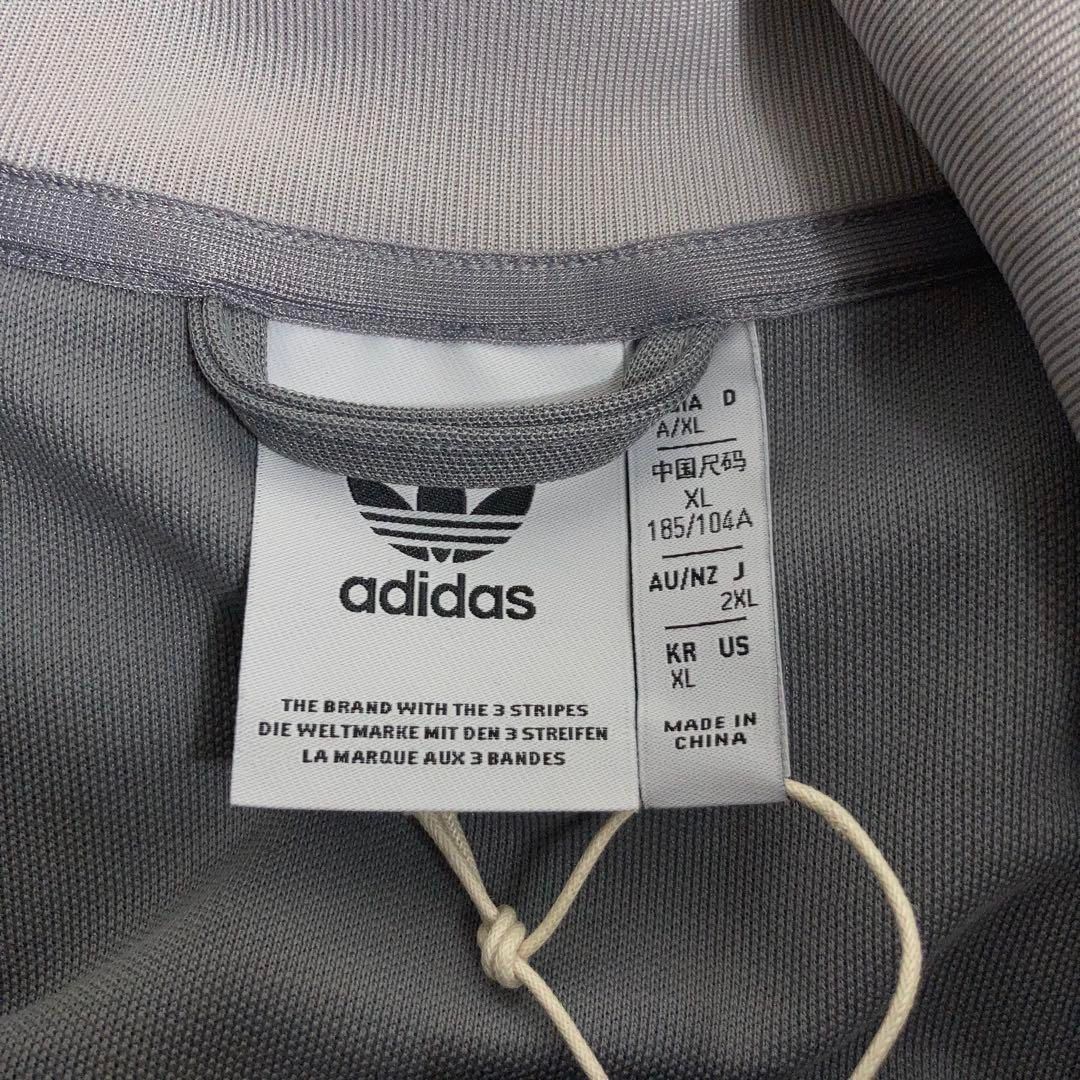 adidas
THE BRAND WITH THE 3 STRIPES
DIE WELTMARKE MIT DEN 3 STREIFEN
LA MARQUE AUX 3 BANDES
D
A/XL
中国尺码
XL
185/104A
AU/NZ J
2XL
KR US
XL
MADE IN
CHINA